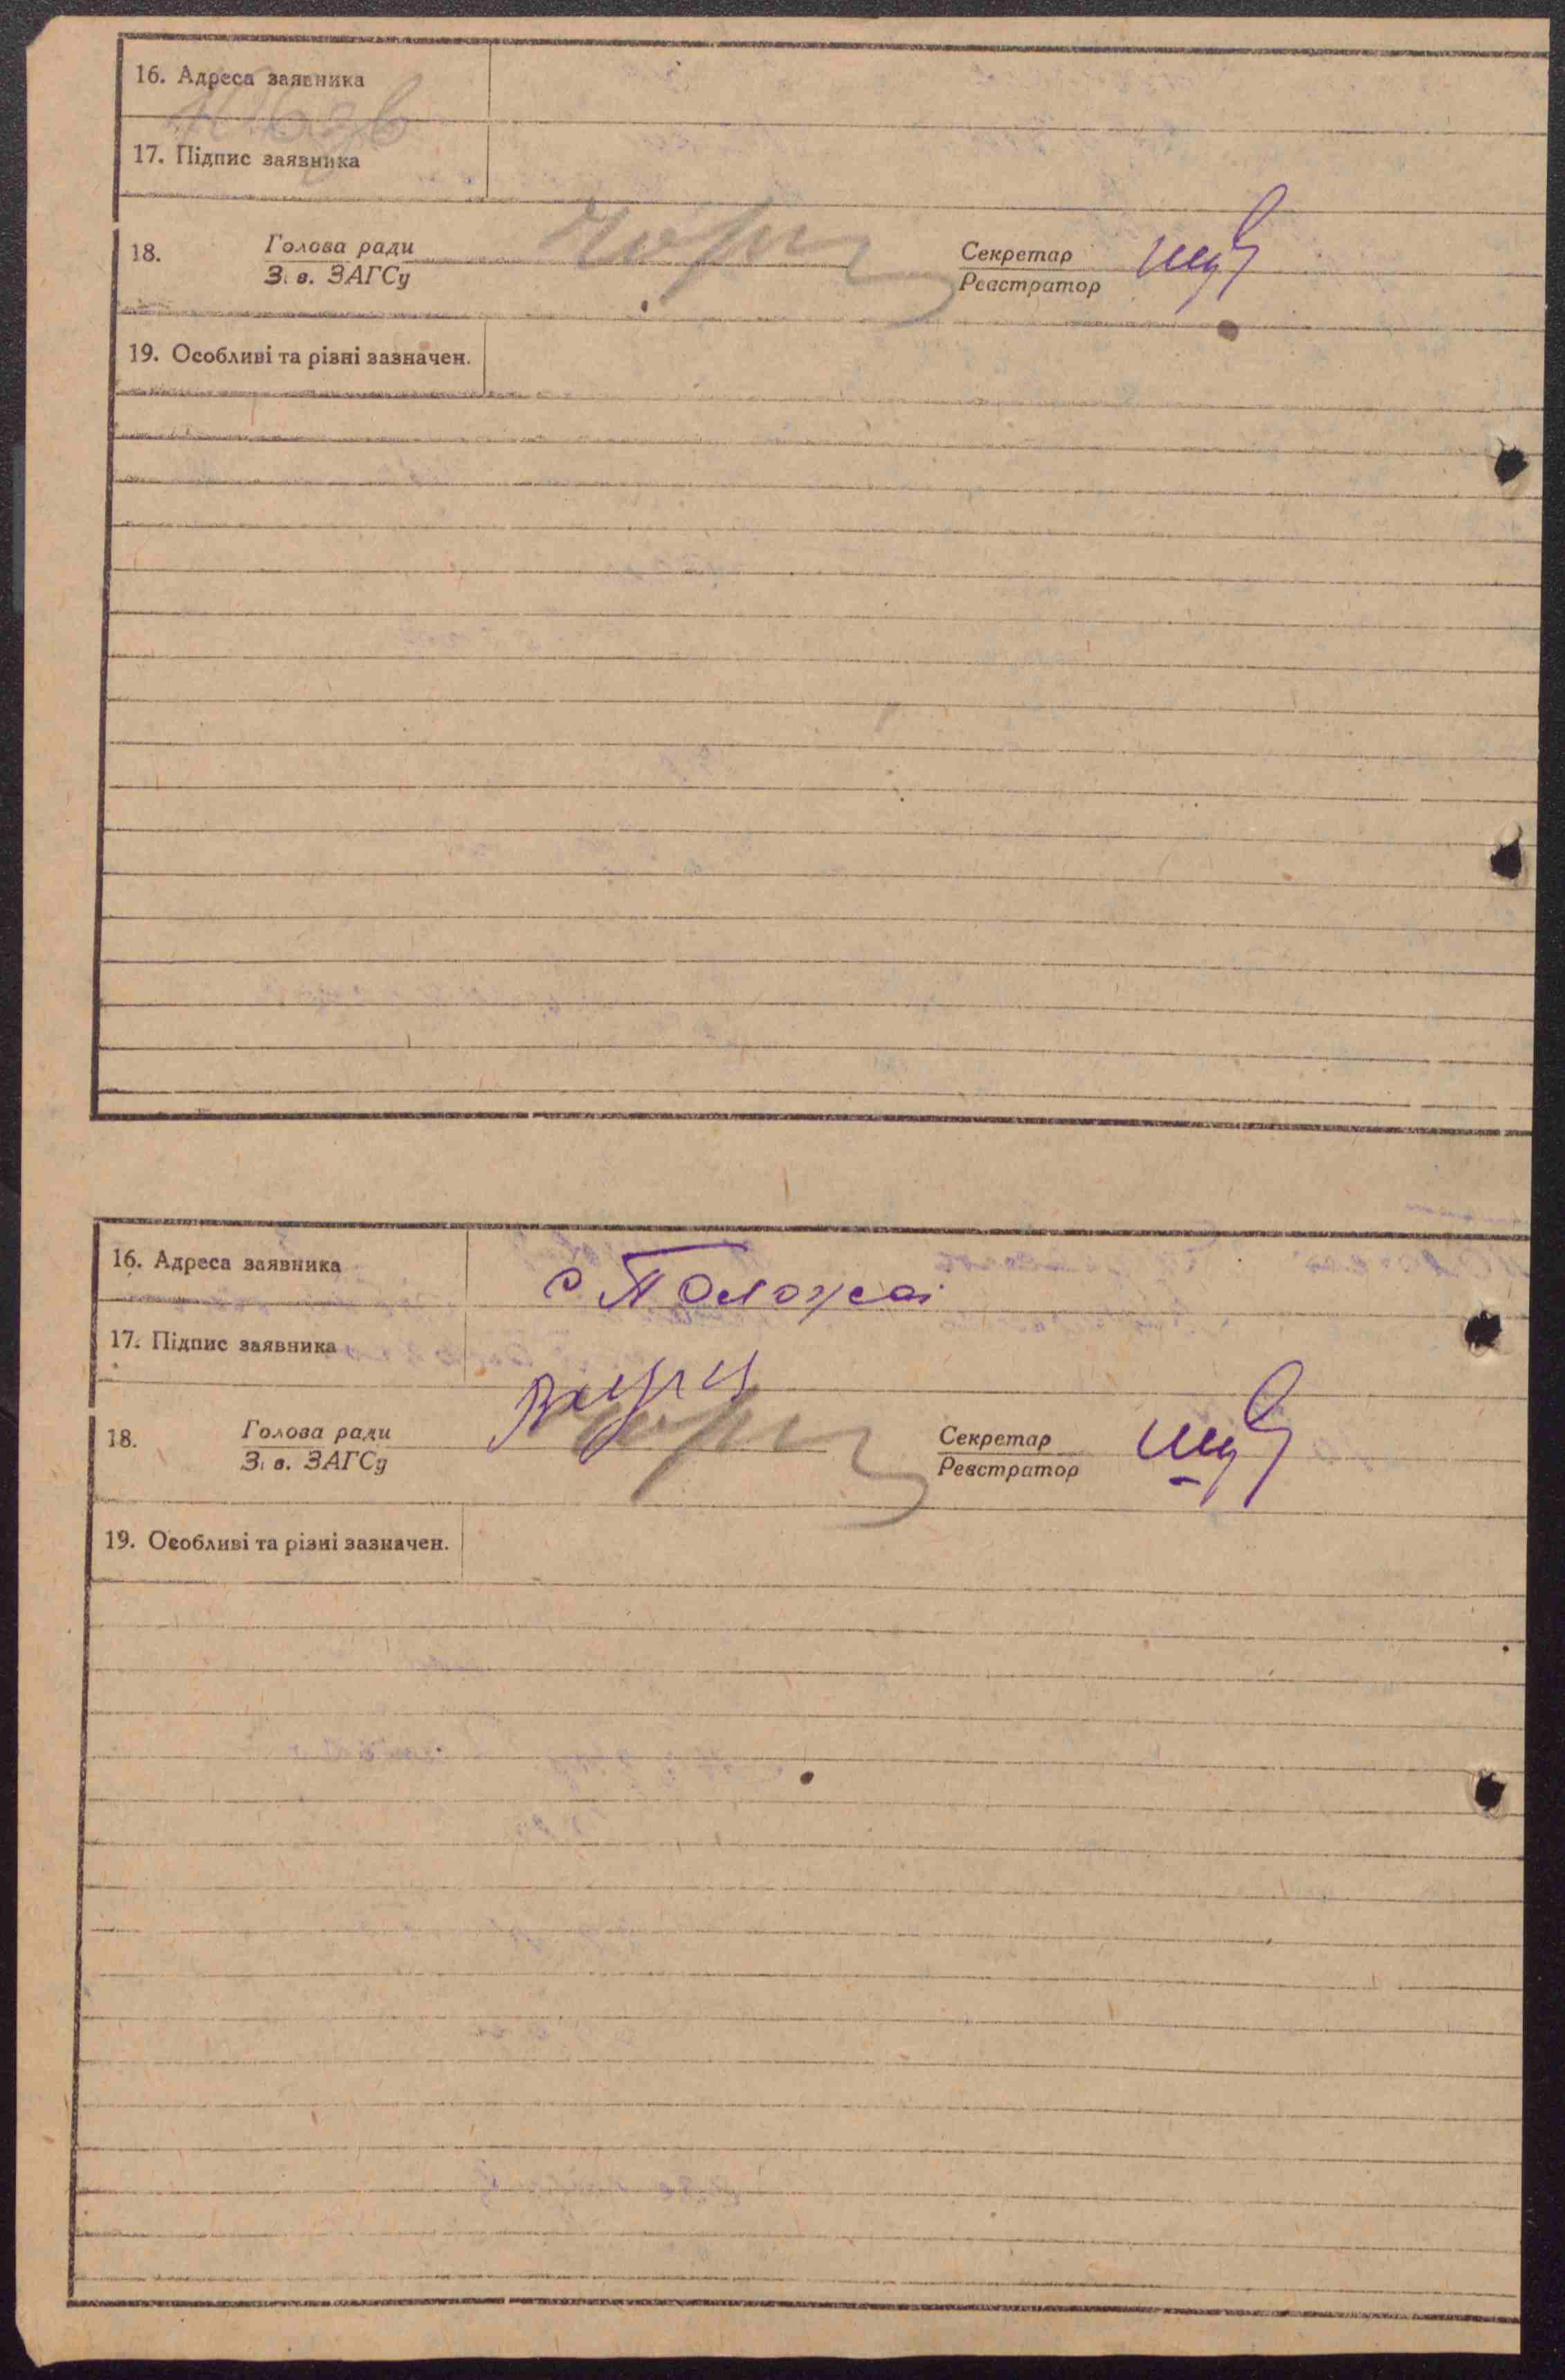 16. Адреса заявника
17. Підпис заявника
18. Голова ради Секретар
З. в. ЗАГСу Реєстратор
19. Особливі та різні зазначен.
16. Адреса заявника с Положаї
17. Підпис заявника
18. Голова ради Секретар
З. в. ЗАГСу Реєстратор
19. Особливі та різні зазначен.